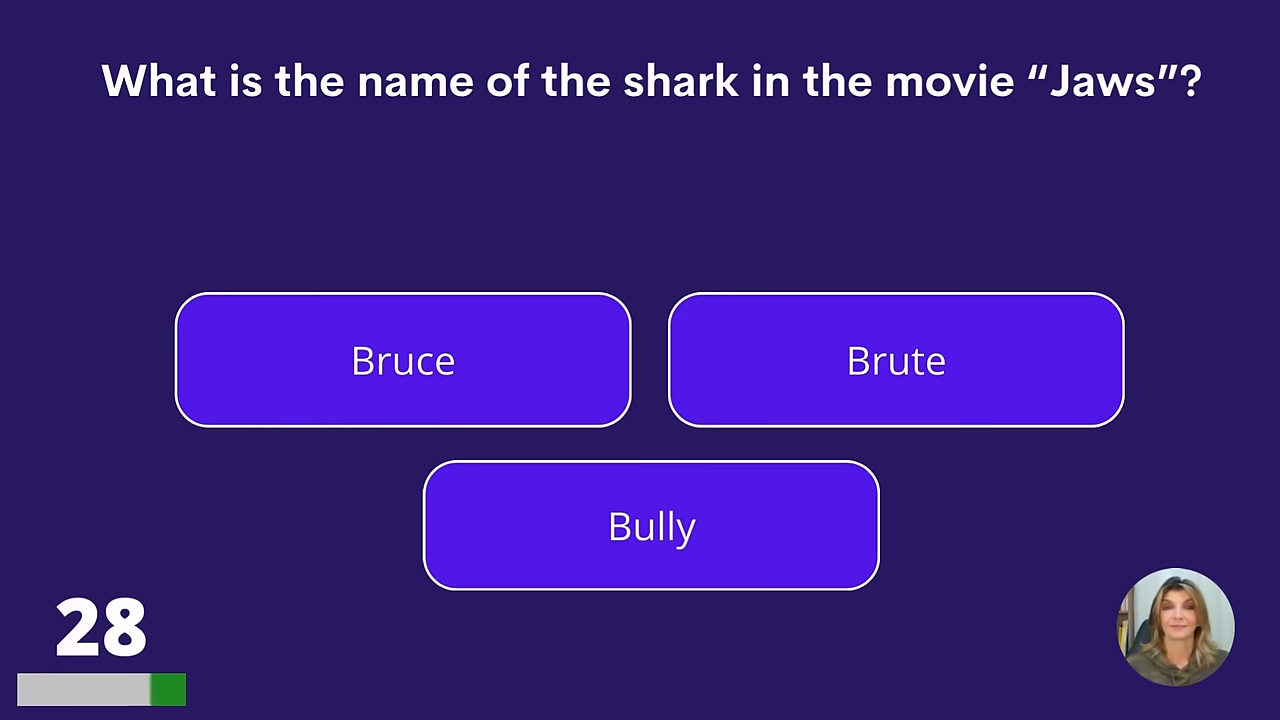 What is the name of the shark in the movie “Jaws”?
Bruce
Brute
Bully
28